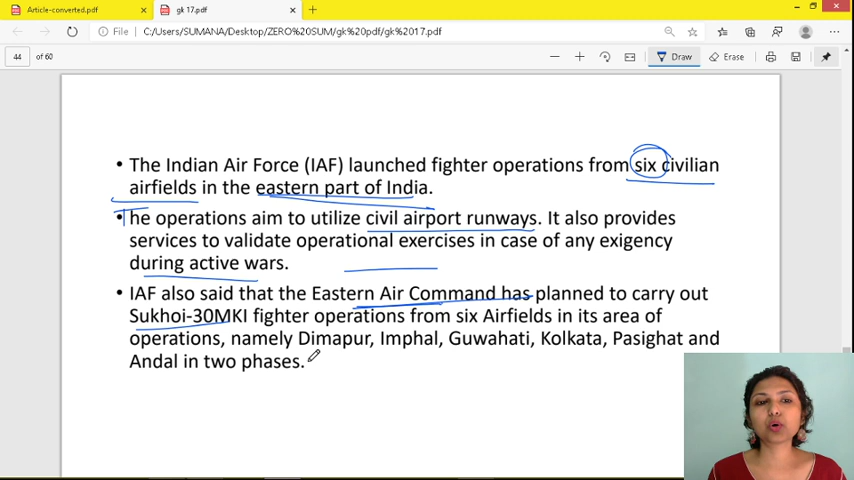 Article-converted.pdf
gk 17.pdf
File C:/Users/SUMANA/Desktop/ZERO%20SUM/gk%20pdf/gk%2017.pdf
44 of 60
Draw
Erase
• The Indian Air Force (IAF) launched fighter operations from six civilian
airfields in the eastern part of India.
• The operations aim to utilize civil airport runways. It also provides
services to validate operational exercises in case of any exigency
during active wars.
• IAF also said that the Eastern Air Command has planned to carry out
Sukhoi-30MKI fighter operations from six Airfields in its area of
operations, namely Dimapur, Imphal, Guwahati, Kolkata, Pasighat and
Andal in two phases.